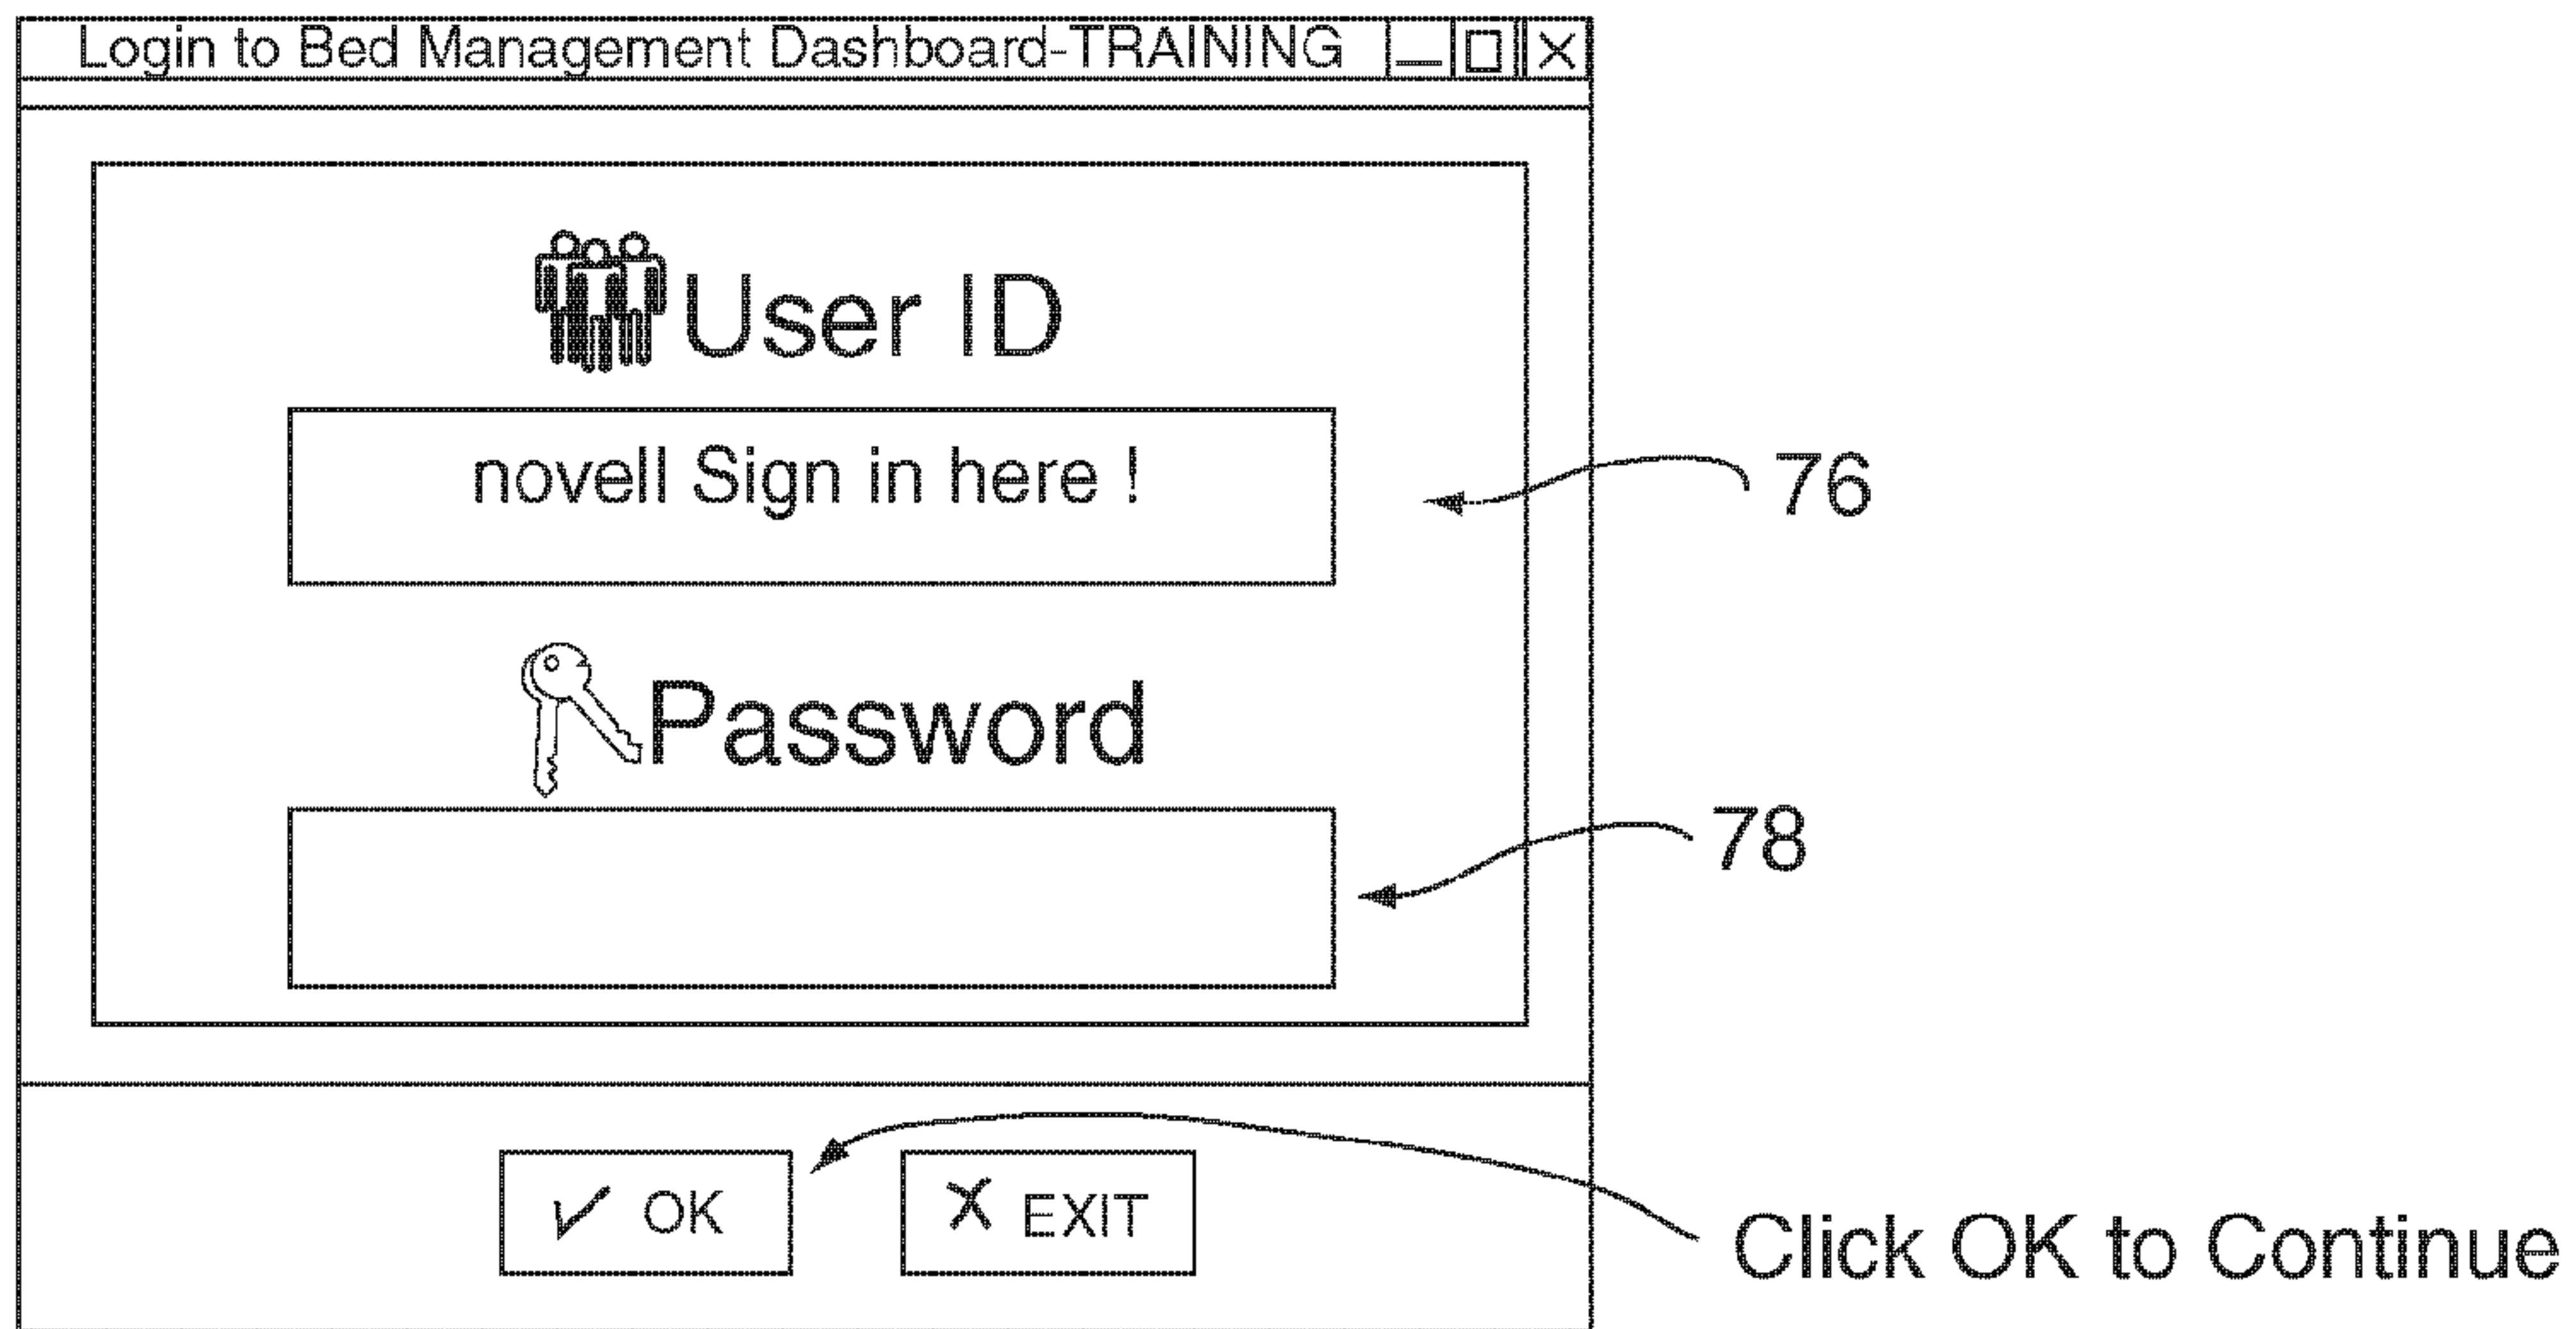 Login to Bed Management Dashboard-TRAINING
User ID
novell Sign in here !
76
Password
78
OK
EXIT
Click OK to Continue